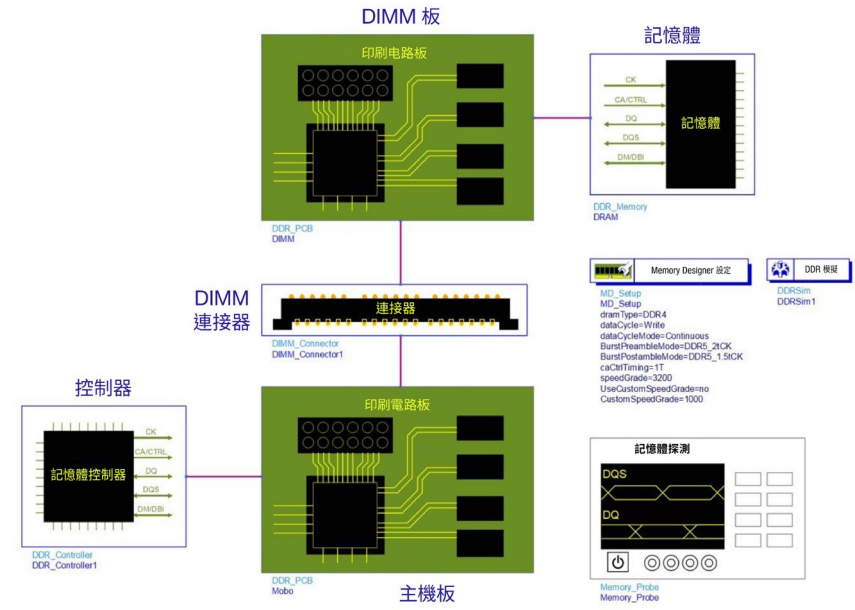 DIMM 板
印刷电路板
DDR_PCB
DIMM
記憶體
CK
CA/CTRL
DQ
DQS
DM/DBI
記憶體
DDR_Memory
DRAM
DIMM
連接器
連接器
DIMM_Connector
DIMM_Connector1
Memory Designer 設定
MD_Setup
MD_Setup
dramType=DDR4
dataCycle=Write
dataCycleMode=Continuous
BurstPreambleMode=DDR5_2tCK
BurstPostambleMode=DDR5_1.5tCK
caCtrlTiming=1T
speedGrade=3200
UseCustomSpeedGrade=no
CustomSpeedGrade=1000
DDR 模擬
DDRSim
DDRSim1
控制器
記憶體控制器
CK
CA/CTRL
DQ
DQS
DM/DBI
DDR_Controller
DDR_Controller1
印刷電路板
DDR_PCB
Mobo
主機板
記憶體探測
DQS
DQ
Memory_Probe
Memory_Probe